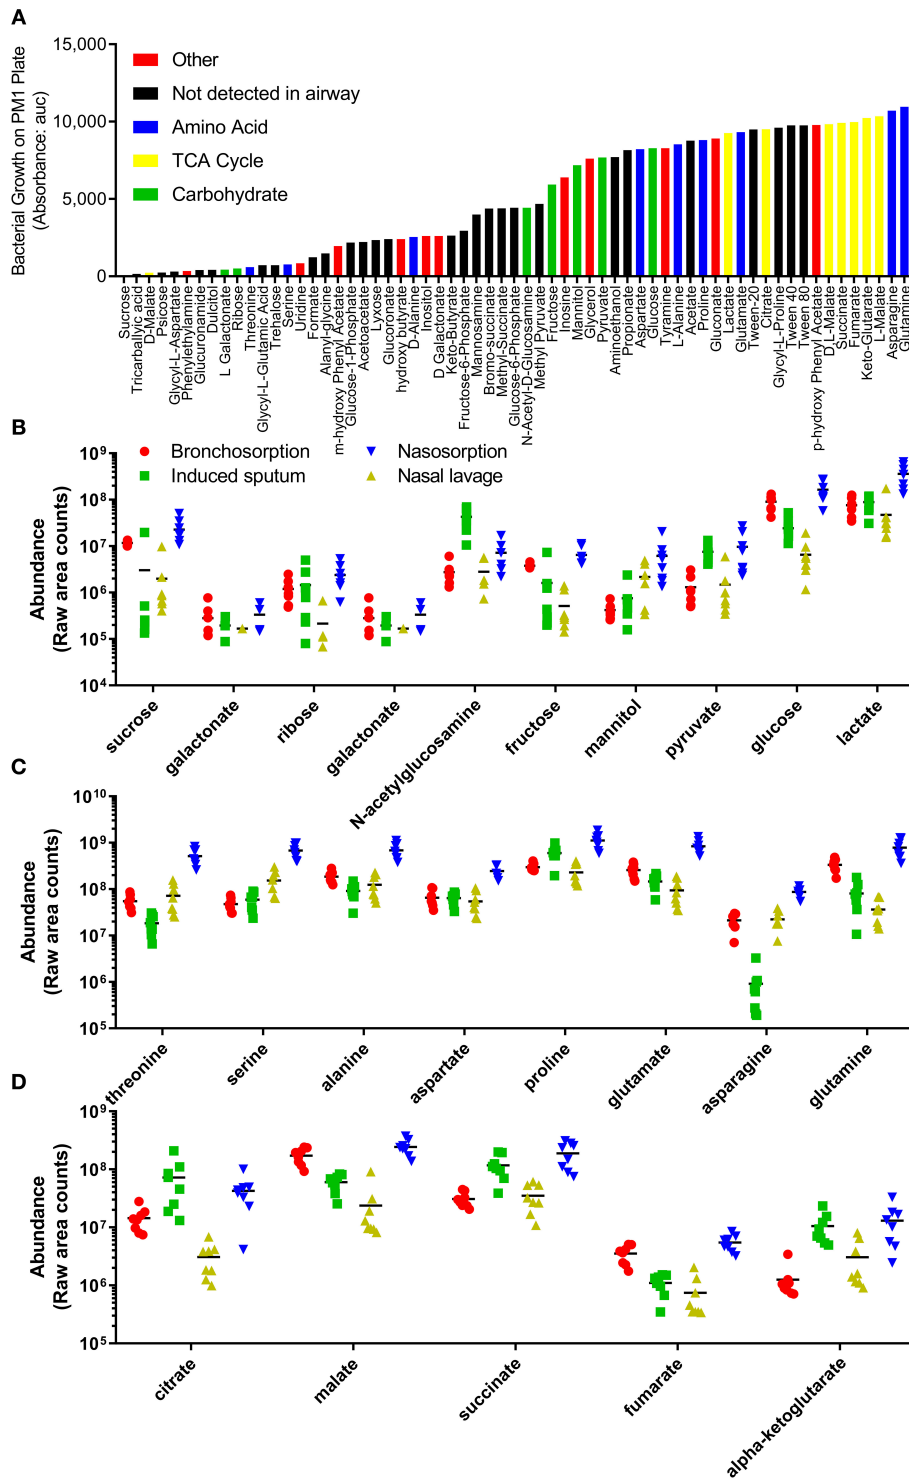 A
Bacterial Growth on PM1 Plate
(Absorbance: auc)
15,000
10,000
5,000
0
Other
Not detected in airway
Amino Acid
TCA Cycle
Carbohydrate
Sucrose
Tricarballylic acid
D-Malate
Psicose
Glycyl-L-Aspartate
Phenylethylamine
Glucuronamide
Dulcitol
L Galactonate
Ribose
Threonine
Glycyl-L-Glutamic Acid
Trehalose
Serine
Uridine
Formate
Alanyl-glycine
m-hydroxy Phenyl Acetate
Glucose-1-Phosphate
Acetoacetate
Lyxose
Glucoronate
hydroxy butyrate
D-Alanine
Inositol
D Galactonate
Keto-Butyrate
Fructose-6-Phosphate
Mannosamine
Bromo-succinate
Methyl-Succinate
Glucose-6-Phosphate
N-Acetyl-D-Glucosamine
Methyl Pyruvate
Fructose
Inosine
Mannitol
Glycerol
Pyruvate
Aminoethanol
Propionate
Aspartate
Glucose
Tyramine
L-Alanine
Acetate
Proline
Gluconate
Lactate
Glutamate
Tween-20
Citrate
Glycyl-L-Proline
Tween 40
Tween 80
p-hydroxy Phenyl Acetate
D,L-Malate
Succinate
Fumarate
Keto-Glutarate
L-Malate
Asparagine
Glutamine
B
Bronchosorption
Induced sputum
Nasosorption
Nasal lavage
Abundance
(Raw area counts)
10⁹
10⁸
10⁷
10⁶
10⁵
10⁴
sucrose
galactonate
ribose
galactonate
N-acetylglucosamine
fructose
mannitol
pyruvate
glucose
lactate
C
Abundance
(Raw area counts)
10¹⁰
10⁹
10⁸
10⁷
10⁶
10⁵
threonine
serine
alanine
aspartate
proline
glutamate
asparagine
glutamine
D
Abundance
(Raw area counts)
10⁹
10⁸
10⁷
10⁶
10⁵
citrate
malate
succinate
fumarate
alpha-ketoglutarate